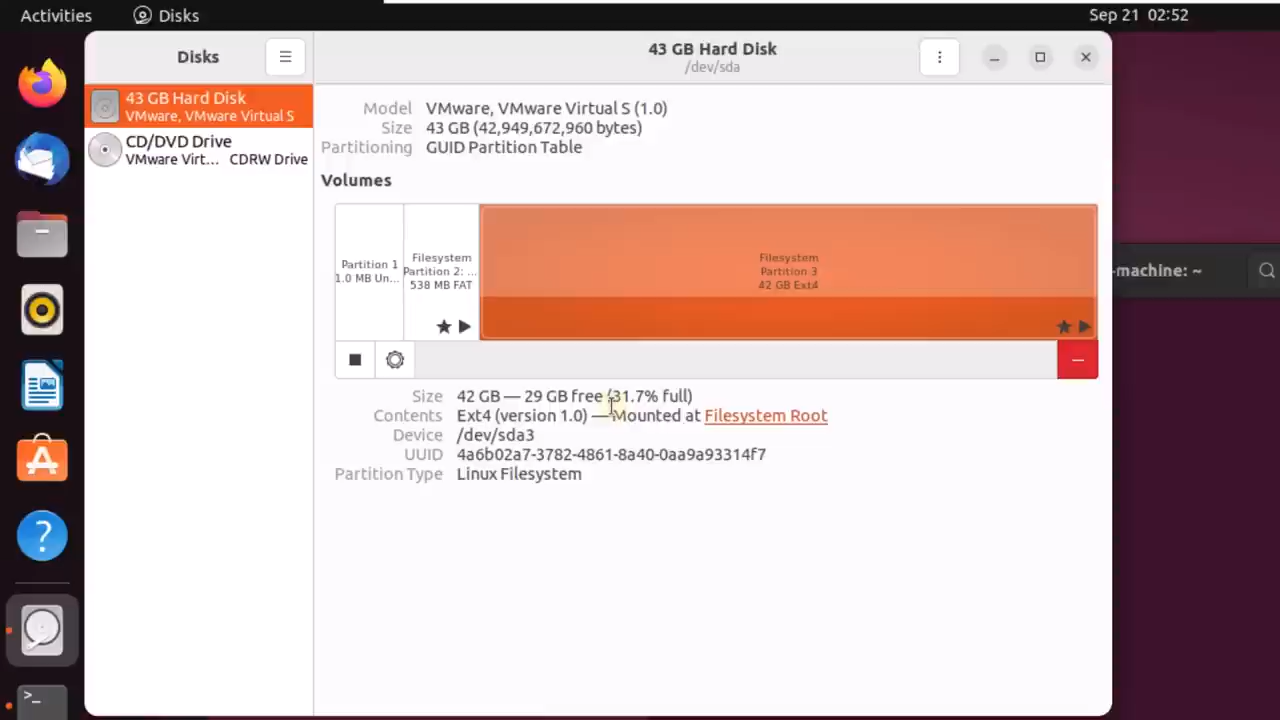 Activities
Disks
Sep 21 02:52
Disks
43 GB Hard Disk
/dev/sda
43 GB Hard Disk
VMware, VMware Virtual S
CD/DVD Drive
VMware Virt... CDRW Drive
Model VMware, VMware Virtual S (1.0)
Size 43 GB (42,949,672,960 bytes)
Partitioning GUID Partition Table
Volumes
Partition 1
1.0 MB Un...
Filesystem
Partition 2: ...
538 MB FAT
Filesystem
Partition 3
42 GB Ext4
Size 42 GB — 29 GB free (31.7% full)
Contents Ext4 (version 1.0) — Mounted at Filesystem Root
Device /dev/sda3
UUID 4a6b02a7-3782-4861-8a40-0aa9a93314f7
Partition Type Linux Filesystem
-machine: ~